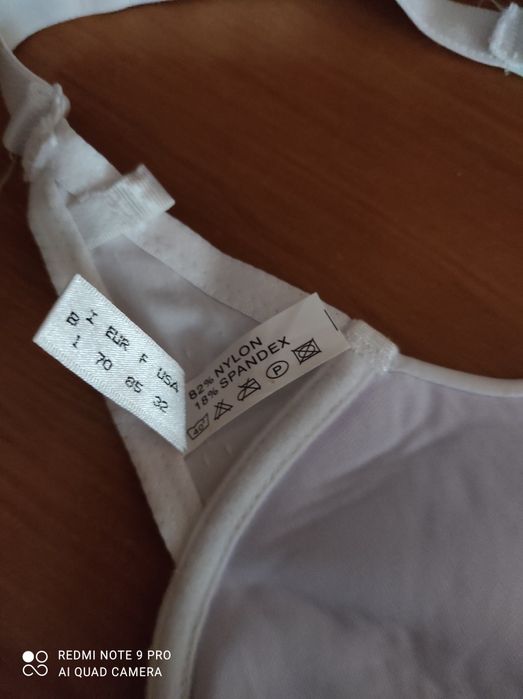 B I EUR F USA
1 70 85 32
82% NYLON
18% SPANDEX
40° P
REDMI NOTE 9 PRO
AI QUAD CAMERA